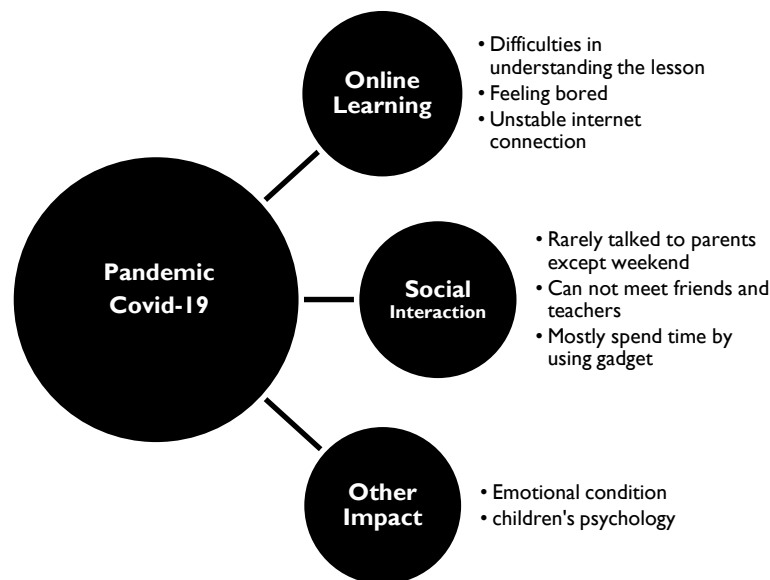 Online
Learning
• Difficulties in
understanding the lesson
• Feeling bored
• Unstable internet
connection
Pandemic
Covid-19
Social
Interaction
• Rarely talked to parents
except weekend
• Can not meet friends and
teachers
• Mostly spend time by
using gadget
Other
Impact
• Emotional condition
• children's psychology